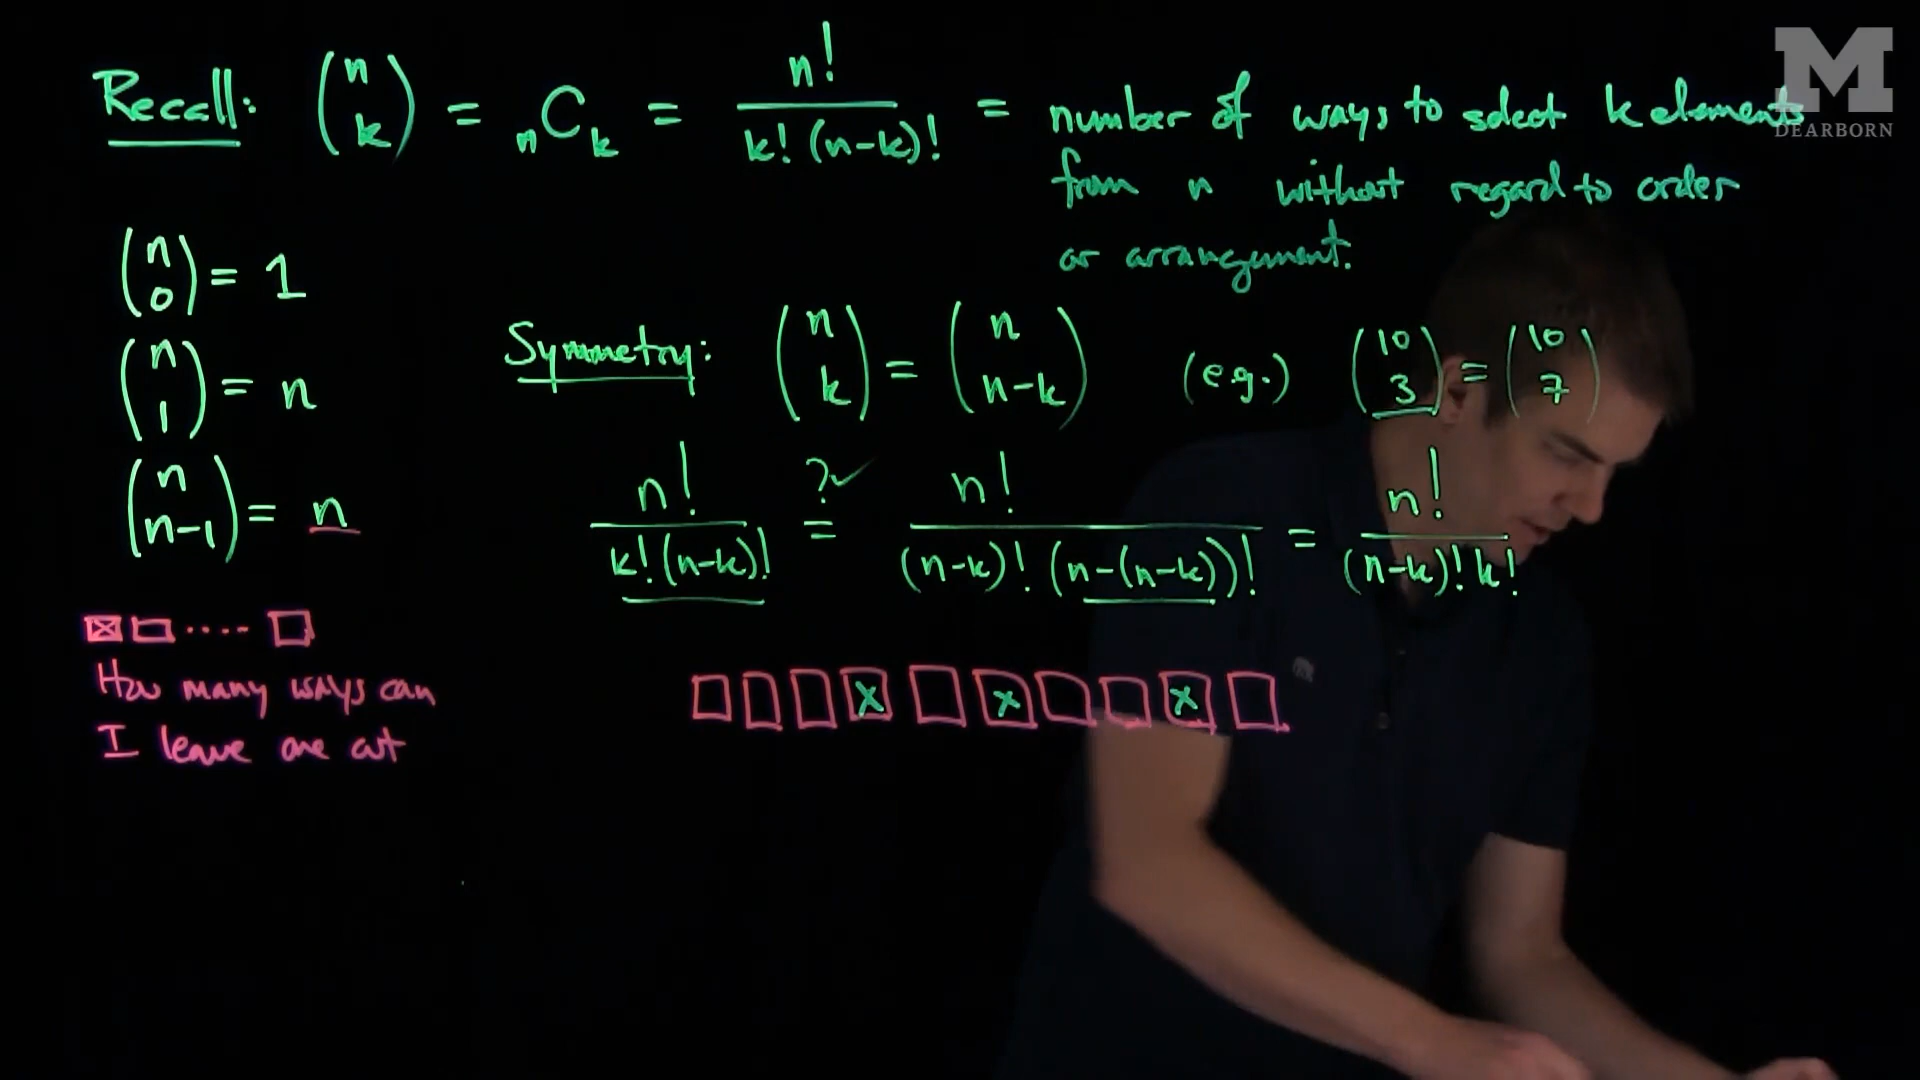 Recall: (n k) = nCk = n! / k! (n-k)! = number of ways to select k elements
from n without regard to order
or arrangement.
M
DEARBORN
(n 0) = 1
(n 1) = n
(n n-1) = n
Symmetry: (n k) = (n n-k) (e.g.) (10 3) = (10 7)
n! / k! (n-k)! =?✓ n! / (n-k)! (n-(n-k))! = n! / (n-k)! k!
☒ □ ..... □
How many ways can
I leave one out
□ □ □ x □ x □ □ x □